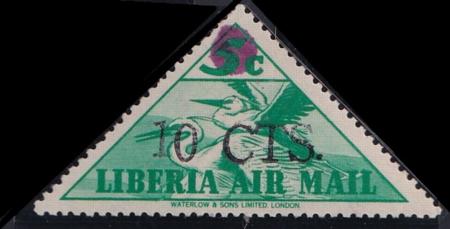 5c
10 CTS.
LIBERIA AIR MAIL
WATERLOW & SONS LIMITED, LONDON.